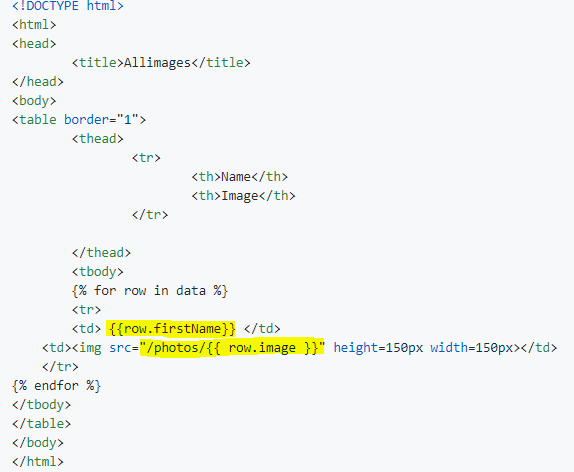 <!DOCTYPE html>
<html>
<head>
<title>Allimages</title>
</head>
<body>
<table border="1">
<thead>
<tr>
<th>Name</th>
<th>Image</th>
</tr>
</thead>
<tbody>
{% for row in data %}
<tr>
<td> {{row.firstName}} </td>
<td><img src="/photos/{{ row.image }}" height=150px width=150px></td>
</tr>
{% endfor %}
</tbody>
</table>
</body>
</html>